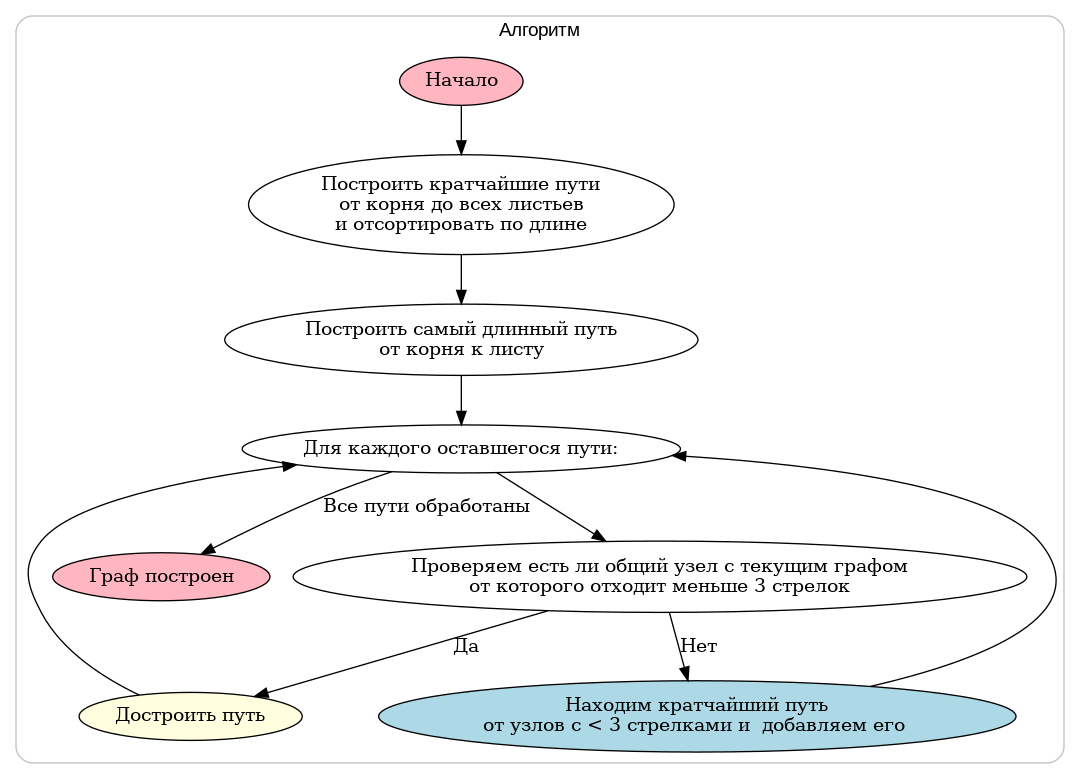 Алгоритм
Начало
Построить кратчайшие пути
от корня до всех листьев
и отсортировать по длине
Построить самый длинный путь
от корня к листу
Для каждого оставшегося пути:
Все пути обработаны
Граф построен
Проверяем есть ли общий узел с текущим графом
от которого отходит меньше 3 стрелок
Да
Нет
Достроить путь
Находим кратчайший путь
от узлов с < 3 стрелками и  добавляем его